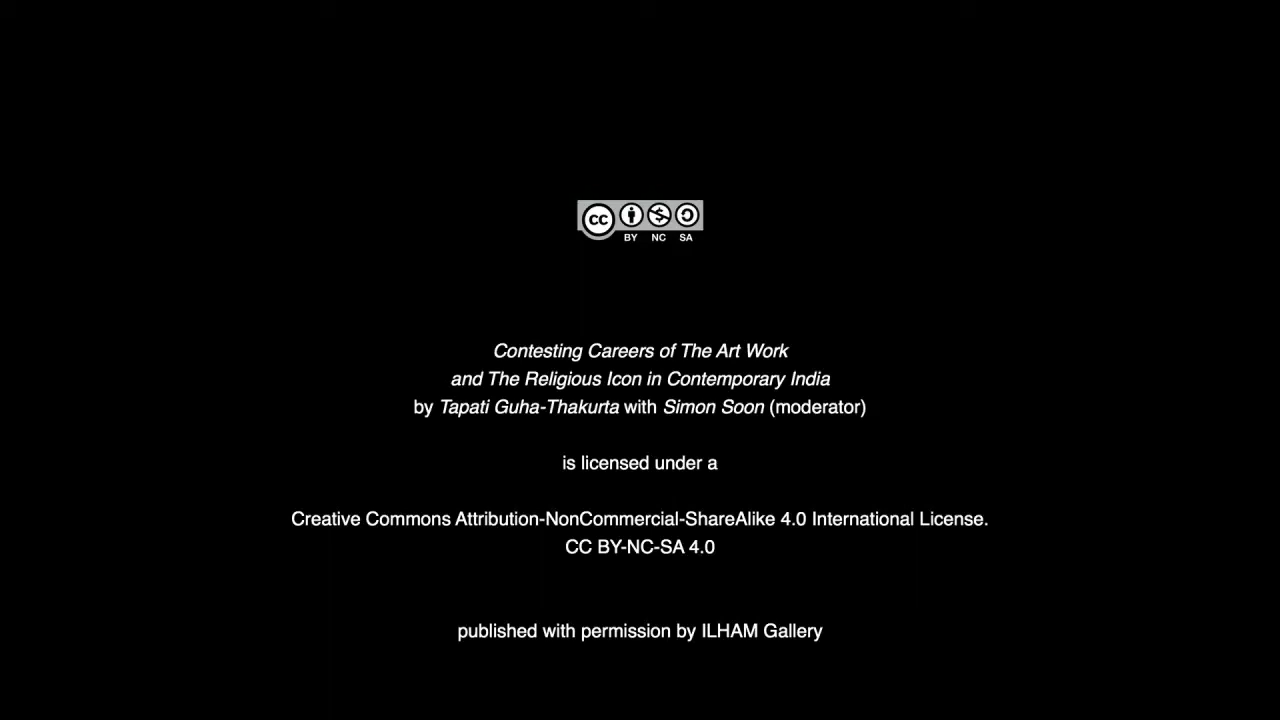 cc
BY NC SA
Contesting Careers of The Art Work
and The Religious Icon in Contemporary India
by Tapati Guha-Thakurta with Simon Soon (moderator)
is licensed under a
Creative Commons Attribution-NonCommercial-ShareAlike 4.0 International License.
CC BY-NC-SA 4.0
published with permission by ILHAM Gallery